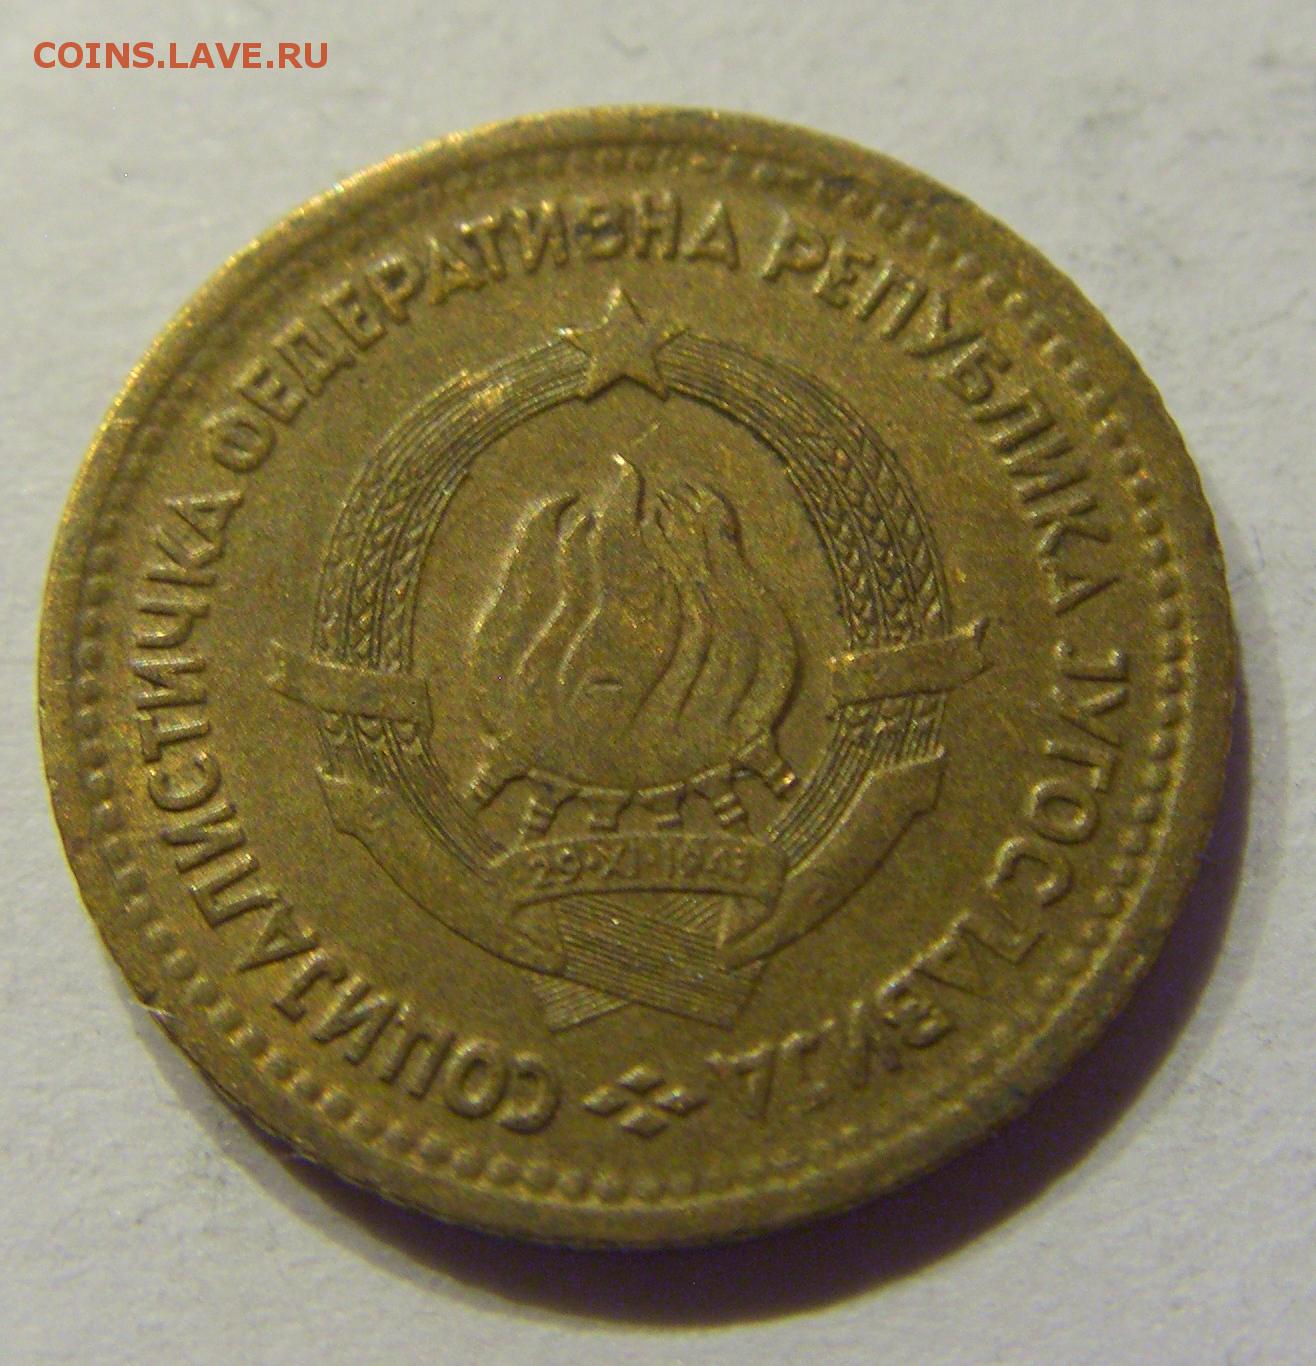 COINS.LAVE.RU
СОЦИЈАЛИСТИЧКА ФЕДЕРАТИВНА РЕПУБЛИКА ЈУГОСЛАВИЈА
29·XI·1943